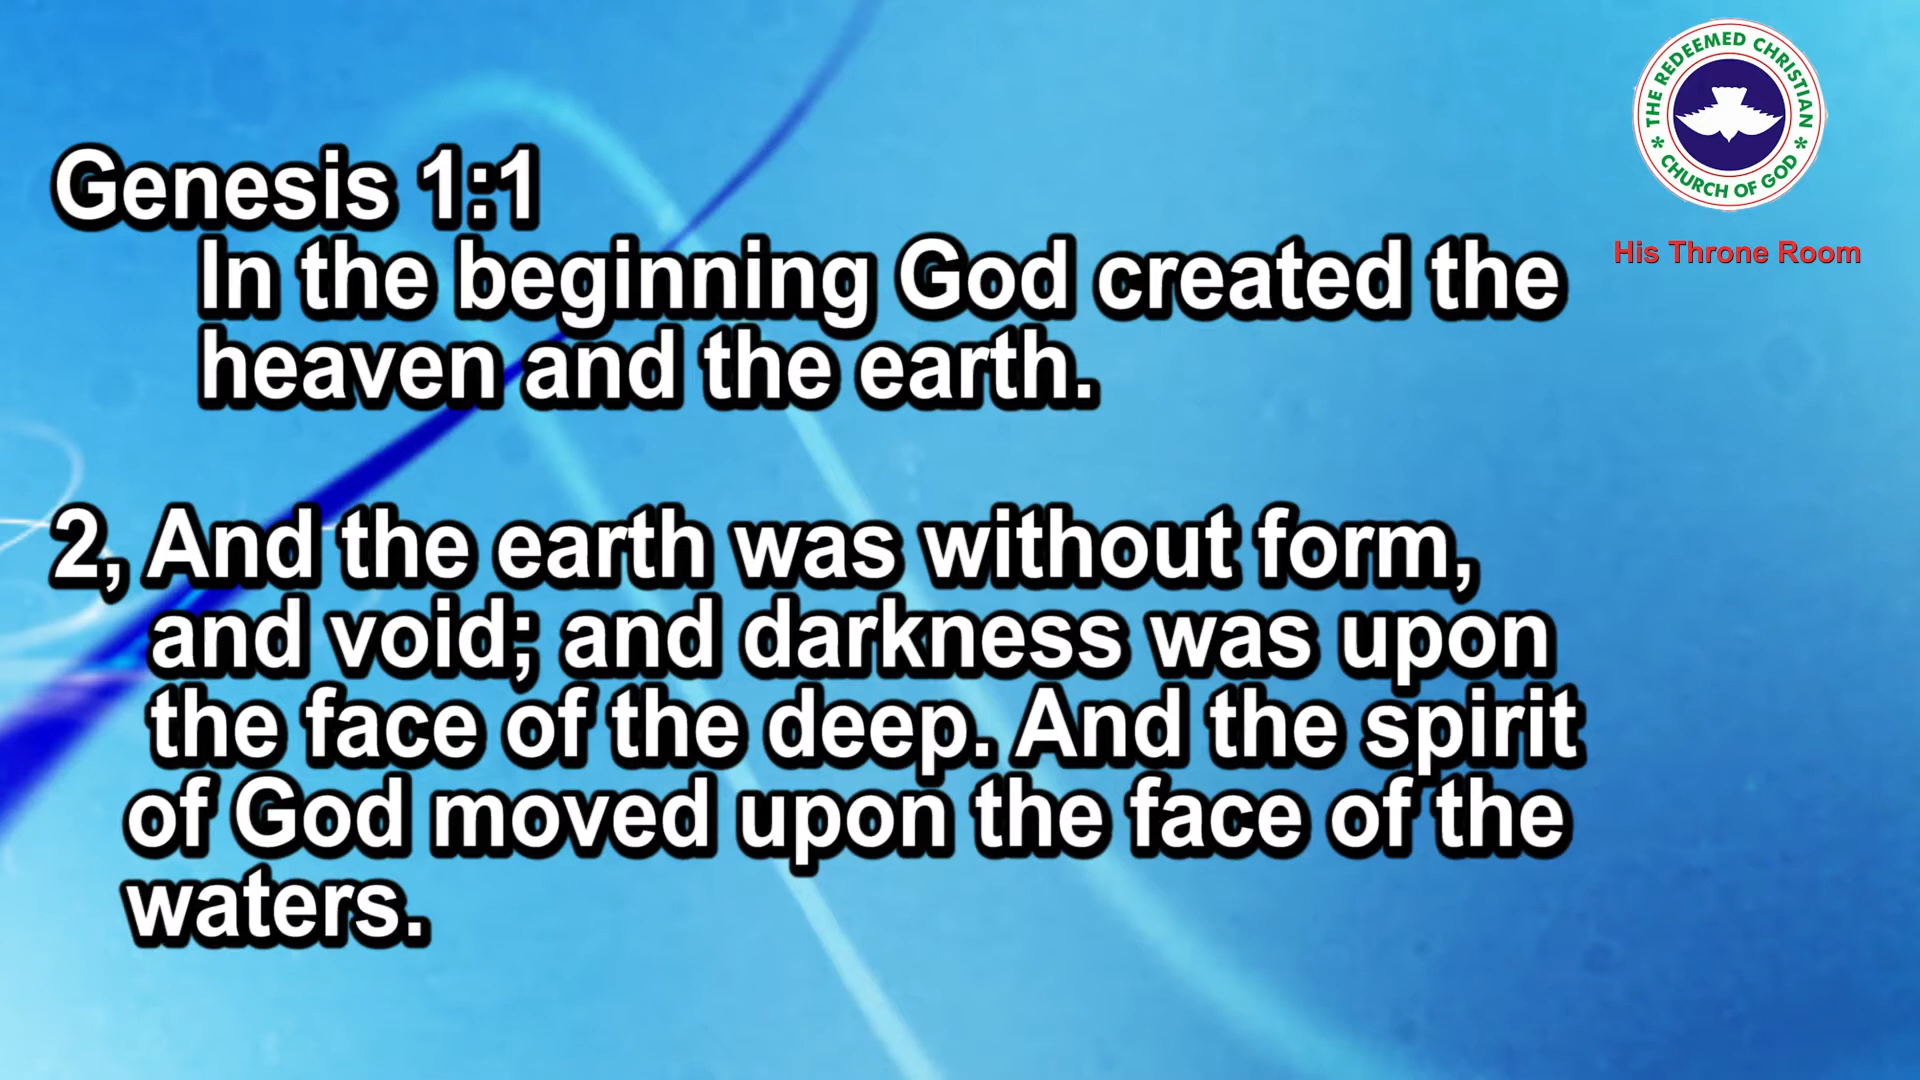 THE REDEEMED CHRISTIAN
CHURCH OF GOD
His Throne Room
Genesis 1:1
In the beginning God created the
heaven and the earth.
2, And the earth was without form,
and void; and darkness was upon
the face of the deep. And the spirit
of God moved upon the face of the
waters.